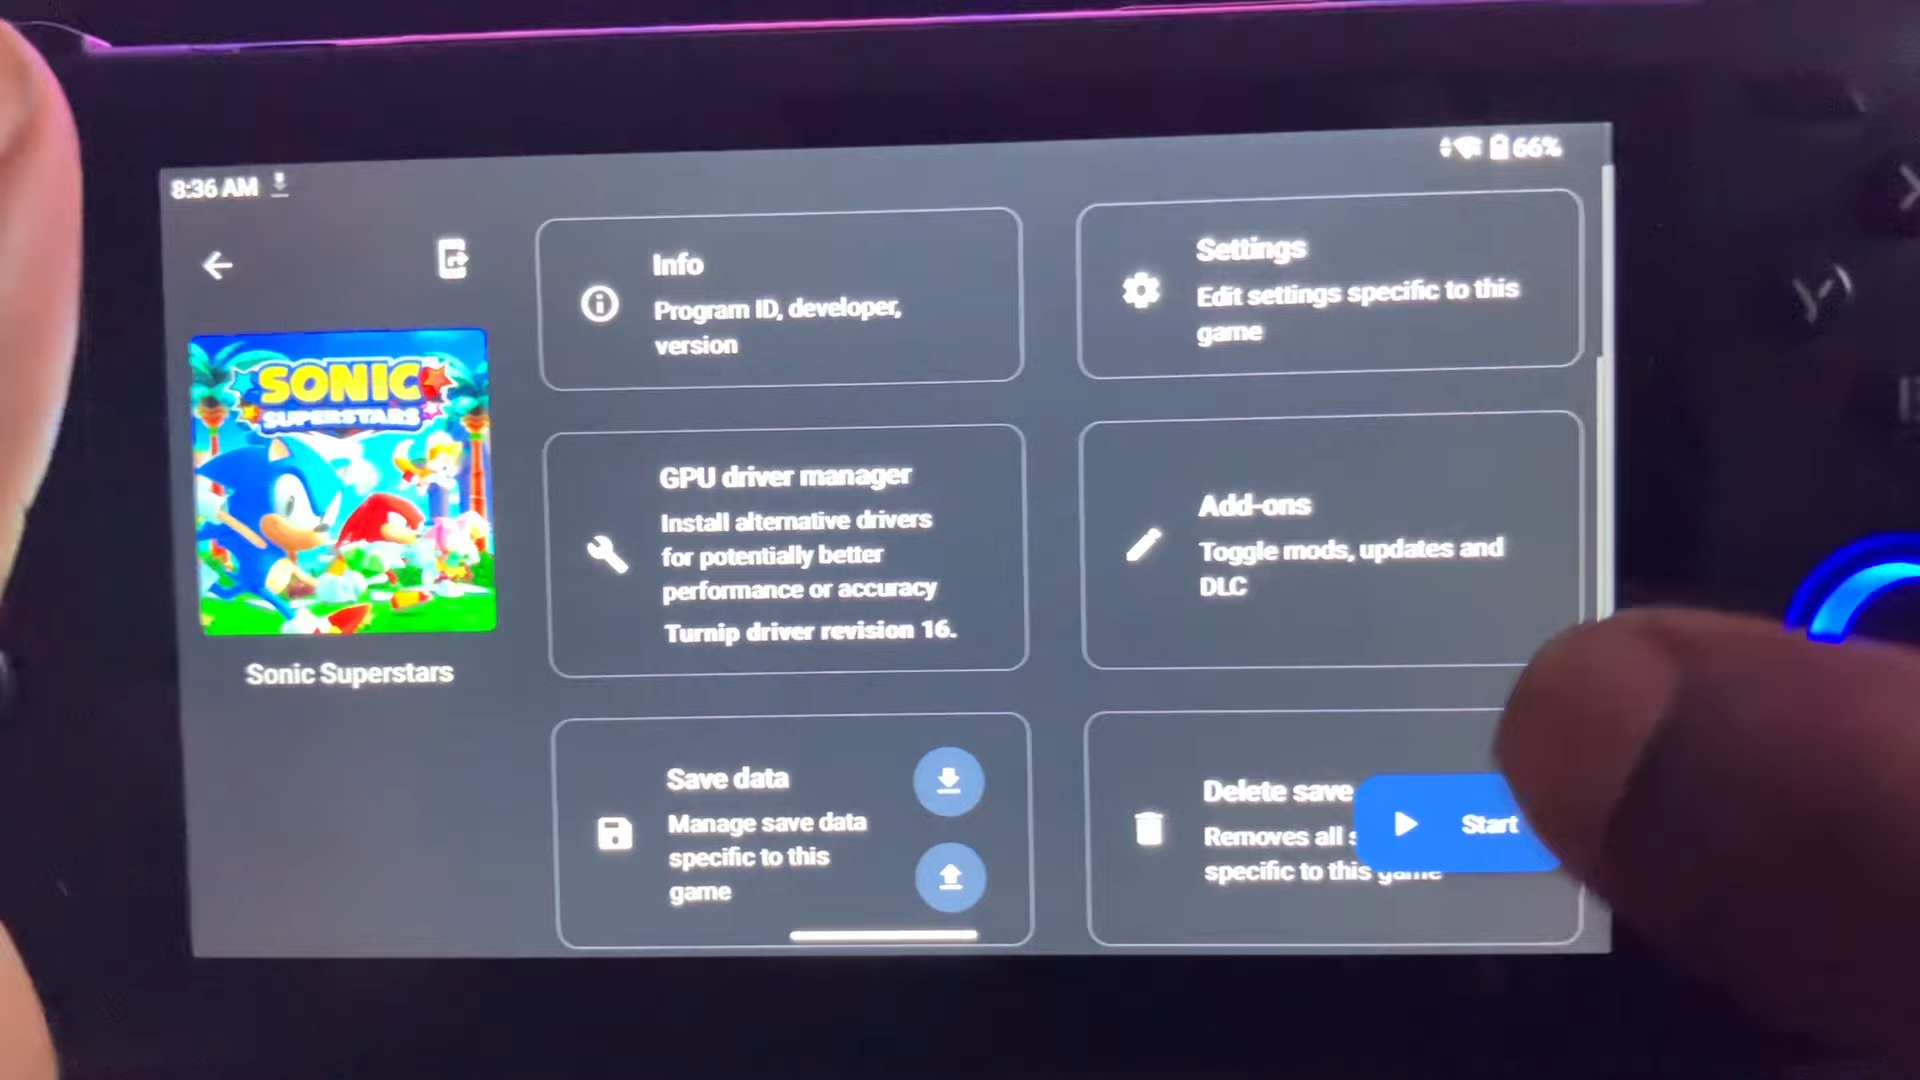 8:36 AM
66%
Info
Program ID, developer,
version
Settings
Edit settings specific to this
game
SONIC
SUPERSTARS
Sonic Superstars
GPU driver manager
Install alternative drivers
for potentially better
performance or accuracy
Turnip driver revision 16.
Add-ons
Toggle mods, updates and
DLC
Save data
Manage save data
specific to this
game
Delete save
Removes all
specific to this game
Start